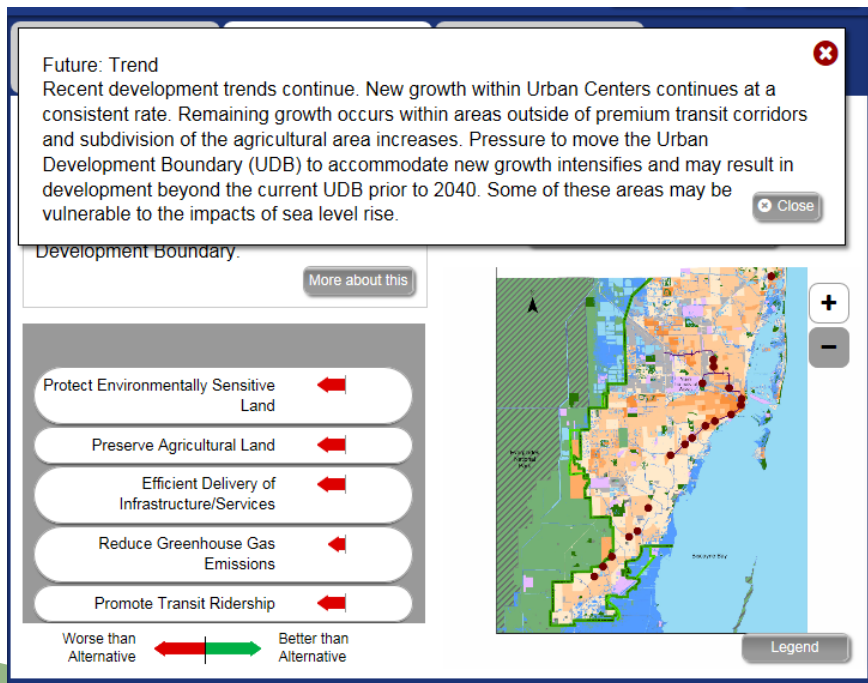 Future: Trend
Recent development trends continue. New growth within Urban Centers continues at a
consistent rate. Remaining growth occurs within areas outside of premium transit corridors
and subdivision of the agricultural area increases. Pressure to move the Urban
Development Boundary (UDB) to accommodate new growth intensifies and may result in
development beyond the current UDB prior to 2040. Some of these areas may be
vulnerable to the impacts of sea level rise.
Close
Development Boundary.
More about this
Protect Environmentally Sensitive
Land
Preserve Agricultural Land
Efficient Delivery of
Infrastructure/Services
Reduce Greenhouse Gas
Emissions
Promote Transit Ridership
Worse than
Alternative
Better than
Alternative
+
−
Everglades
National
Park
Biscayne Bay
Legend